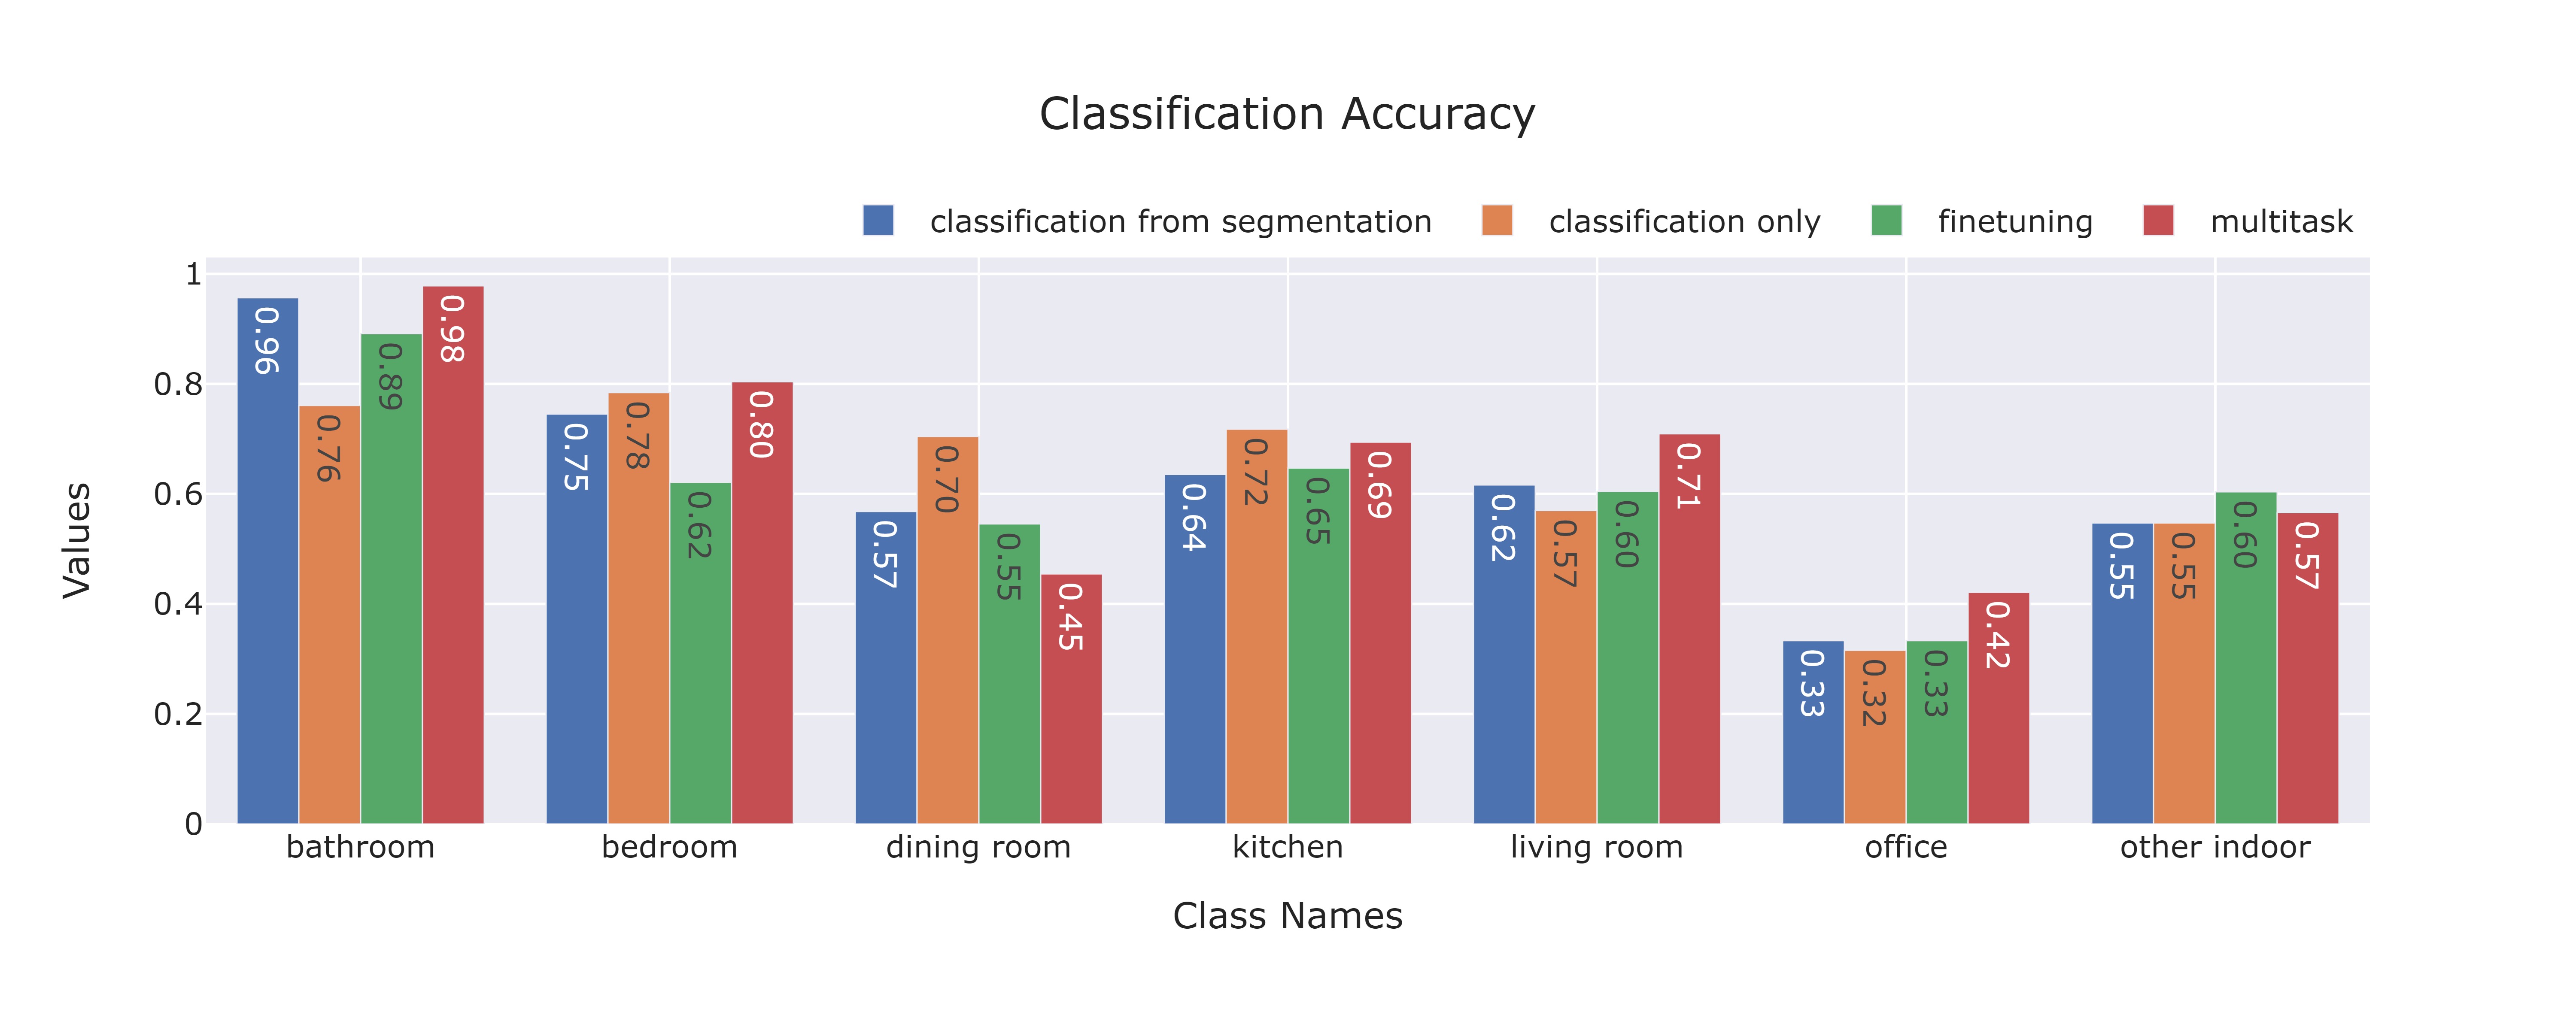 Classification Accuracy
classification from segmentation classification only finetuning multitask
1
0.8
0.6
0.4
0.2
0
Values
0.96 0.76 0.89 0.98
0.75 0.78 0.62 0.80
0.57 0.70 0.55 0.45
0.64 0.72 0.65 0.69
0.62 0.57 0.60 0.71
0.33 0.32 0.33 0.42
0.55 0.55 0.60 0.57
bathroom bedroom dining room kitchen living room office other indoor
Class Names